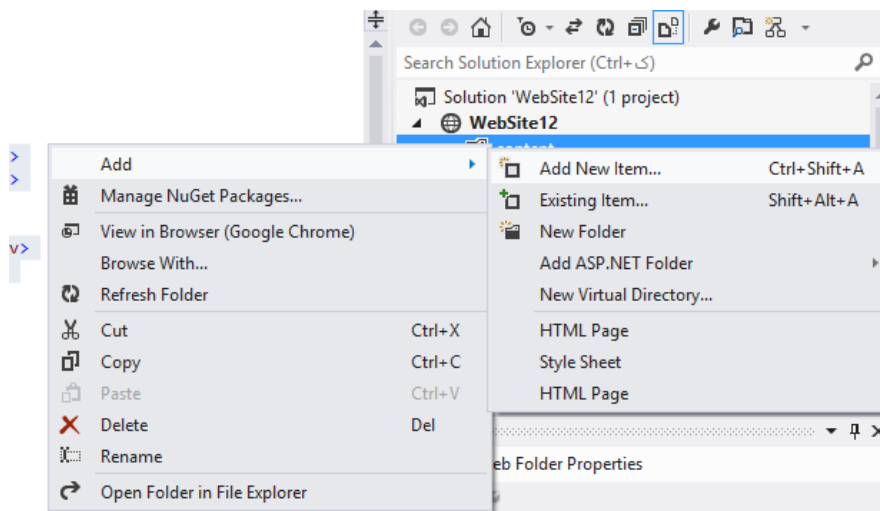 Search Solution Explorer (Ctrl+ک)
Solution 'WebSite12' (1 project)
WebSite12
content
>
>
v>
Add
Manage NuGet Packages...
View in Browser (Google Chrome)
Browse With...
Refresh Folder
Cut Ctrl+X
Copy Ctrl+C
Paste Ctrl+V
Delete Del
Rename
Open Folder in File Explorer
Add New Item... Ctrl+Shift+A
Existing Item... Shift+Alt+A
New Folder
Add ASP.NET Folder
New Virtual Directory...
HTML Page
Style Sheet
HTML Page
eb Folder Properties